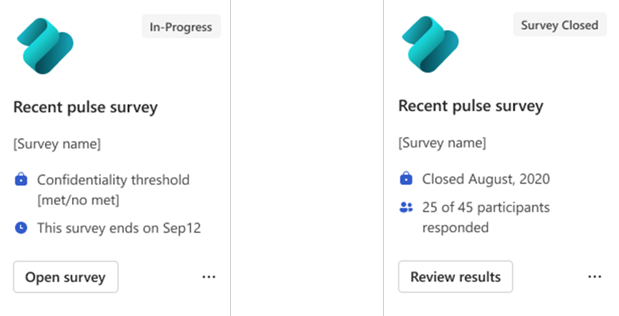 In-Progress
Recent pulse survey
[Survey name]
Confidentiality threshold
[met/no met]
This survey ends on Sep12
Open survey
...
Survey Closed
Recent pulse survey
[Survey name]
Closed August, 2020
25 of 45 participants
responded
Review results
...